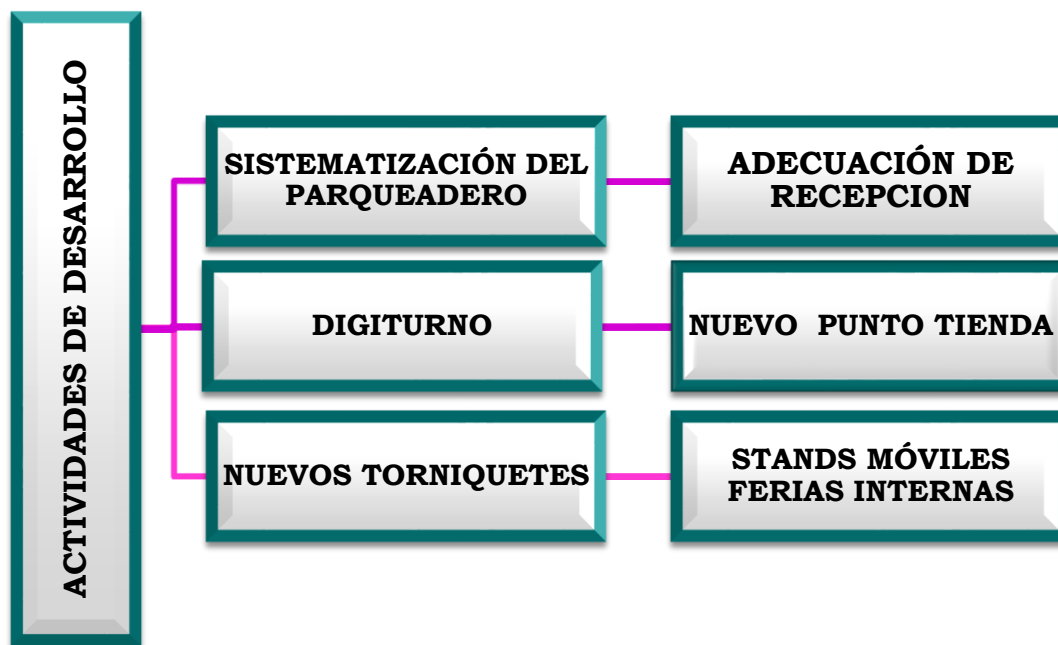 ACTIVIDADES DE DESARROLLO
SISTEMATIZACIÓN DEL
PARQUEADERO
ADECUACIÓN DE
RECEPCION
DIGITURNO
NUEVO PUNTO TIENDA
NUEVOS TORNIQUETES
STANDS MÓVILES
FERIAS INTERNAS